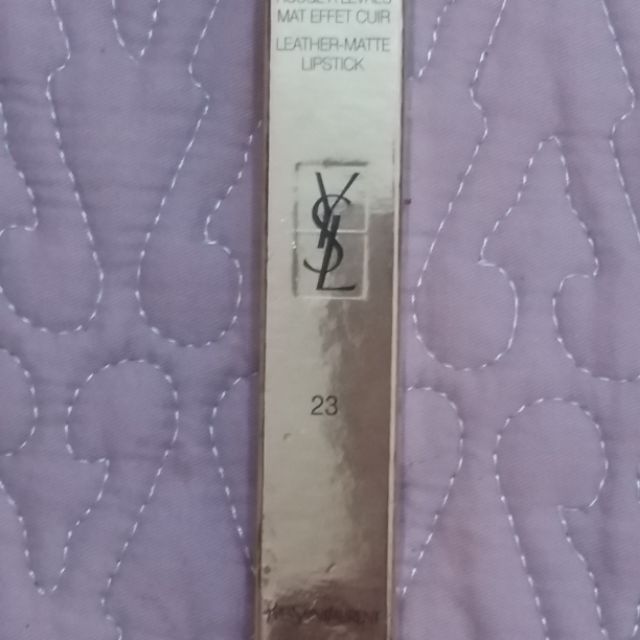 MAT EFFET CUIR
LEATHER-MATTE
LIPSTICK
YSL
23